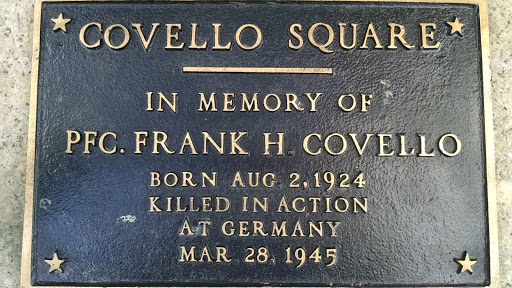 COVELLO SQUARE
IN MEMORY OF
PFC. FRANK H. COVELLO
BORN AUG. 2, 1924
KILLED IN ACTION
AT GERMANY
MAR. 28, 1945